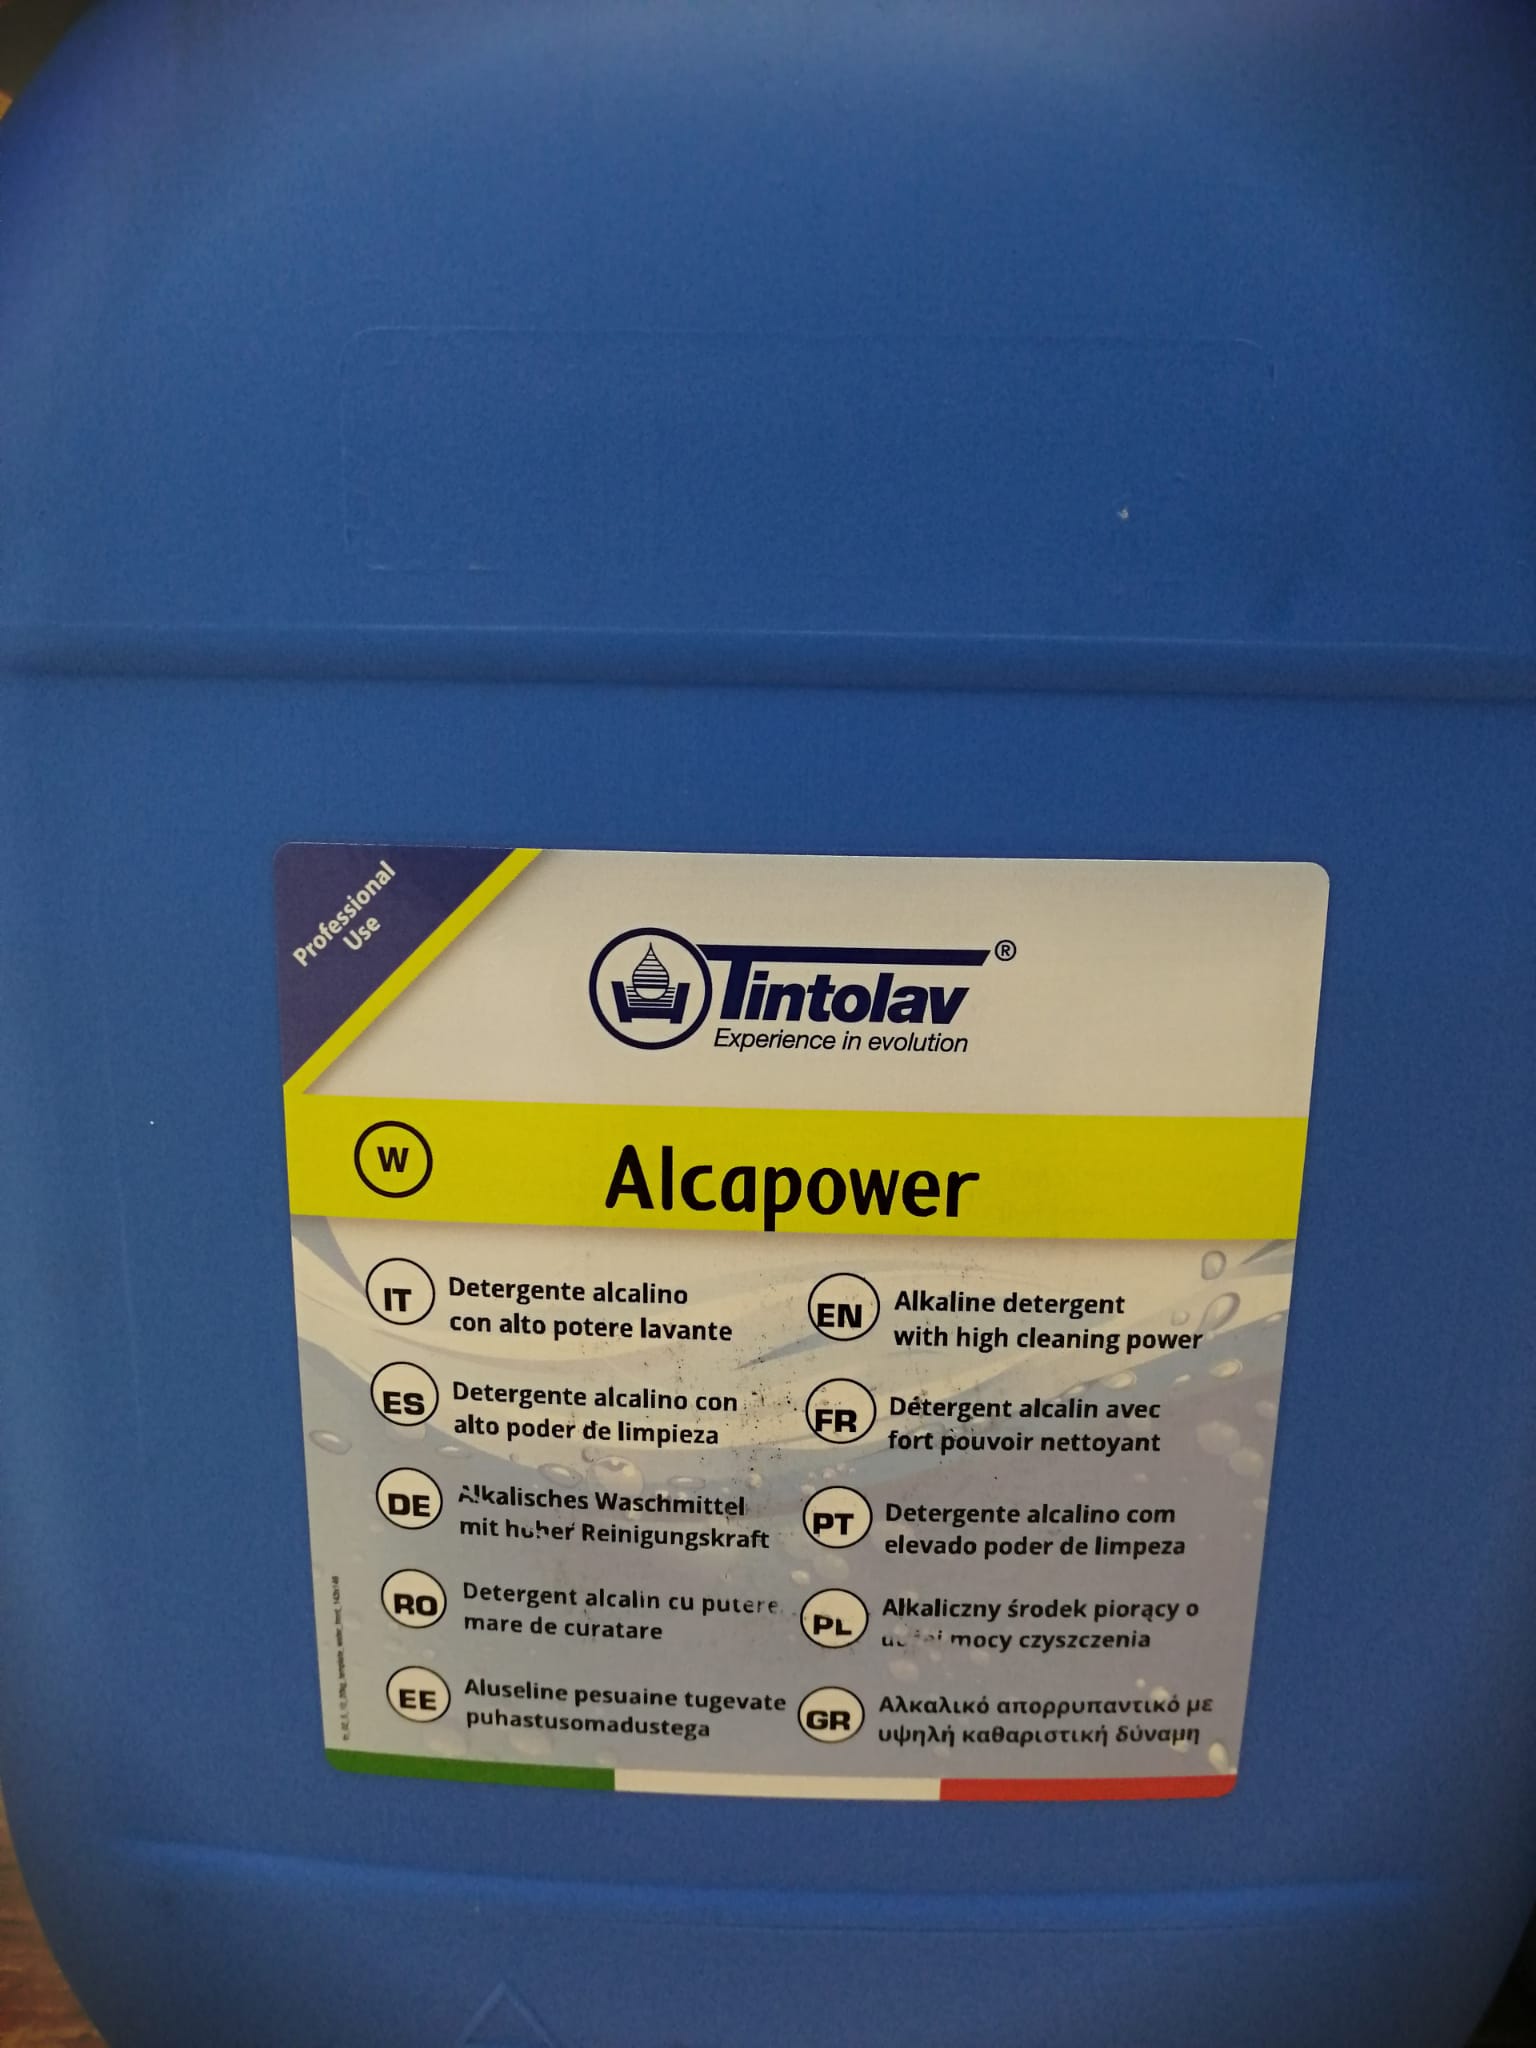 Professional
Use
Tintolav®
Experience in evolution
W
Alcapower
IT
Detergente alcalino
con alto potere lavante
EN
Alkaline detergent
with high cleaning power
ES
Detergente alcalino con
alto poder de limpieza
FR
Détergent alcalin avec
fort pouvoir nettoyant
DE
Alkalisches Waschmittel
mit hoher Reinigungskraft
PT
Detergente alcalino com
elevado poder de limpeza
RO
Detergent alcalin cu putere
mare de curatare
PL
Alkaliczny środek piorący o
mocy czyszczenia
EE
Aluseline pesuaine tugevate
puhastusomadustega
GR
Αλκαλικό απορρυπαντικό με
υψηλή καθαριστική δύναμη